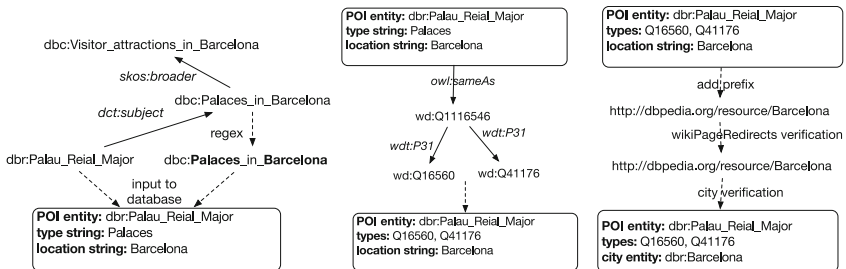 dbc:Visitor_attractions_in_Barcelona
skos:broader
dbc:Palaces_in_Barcelona
dct:subject
regex
dbr:Palau_Reial_Major
dbc:Palaces_in_Barcelona
input to
database
POI entity: dbr:Palau_Reial_Major
type string: Palaces
location string: Barcelona
POI entity: dbr:Palau_Reial_Major
type string: Palaces
location string: Barcelona
owl:sameAs
wd:Q1116546
wdt:P31
wdt:P31
wd:Q16560
wd:Q41176
POI entity: dbr:Palau_Reial_Major
types: Q16560, Q41176
location string: Barcelona
POI entity: dbr:Palau_Reial_Major
types: Q16560, Q41176
location string: Barcelona
add prefix
http://dbpedia.org/resource/Barcelona
wikiPageRedirects verification
http://dbpedia.org/resource/Barcelona
city verification
POI entity: dbr:Palau_Reial_Major
types: Q16560, Q41176
city entity: dbr:Barcelona